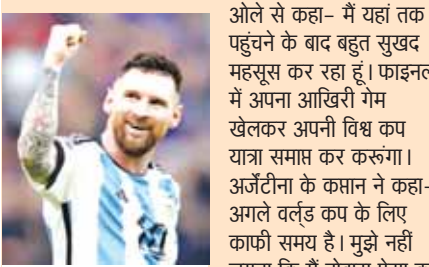 ओले से कहा- मैं यहां तक
पहुंचने के बाद बहुत सुखद
महसूस कर रहा हूं। फाइनल
में अपना आखिरी गेम
खेलकर अपनी विश्व कप
यात्रा समाप्त कर करूंगा।
अर्जेंटीना के कप्तान ने कहा-
अगले वर्ल्ड कप के लिए
काफी समय है। मुझे नहीं